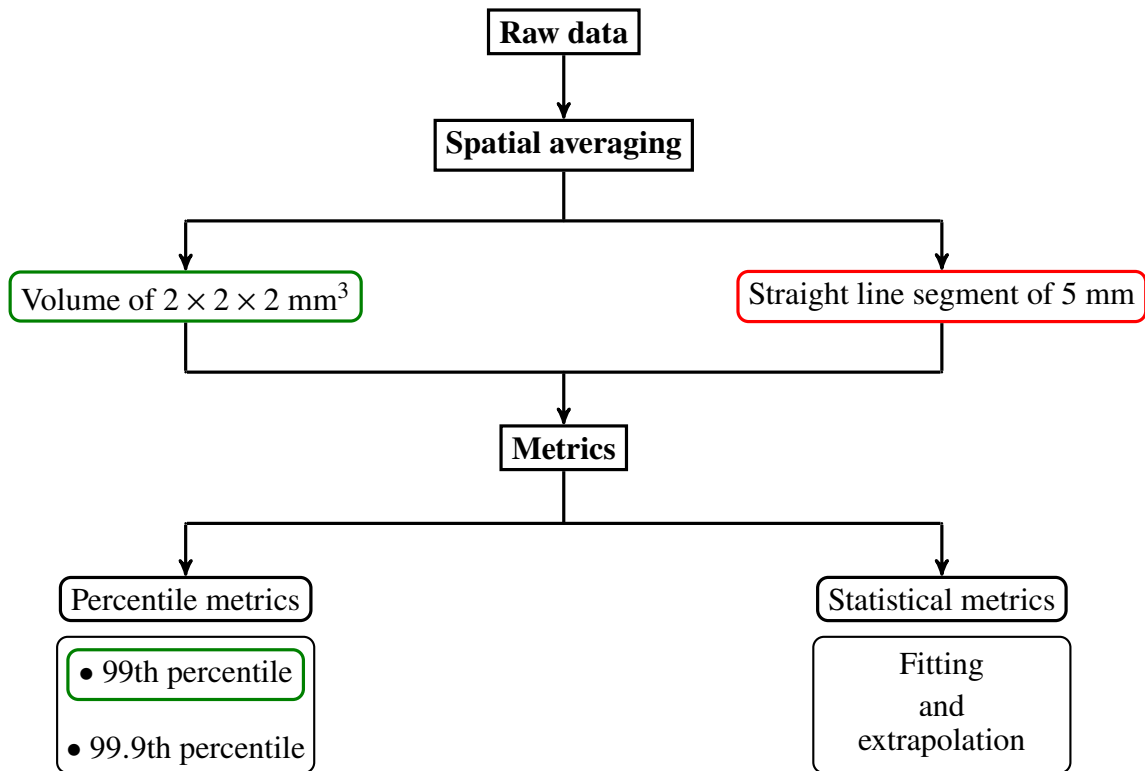 Raw data
Spatial averaging
Volume of 2 × 2 × 2 mm³
Straight line segment of 5 mm
Metrics
Percentile metrics
Statistical metrics
• 99th percentile
• 99.9th percentile
Fitting
and
extrapolation